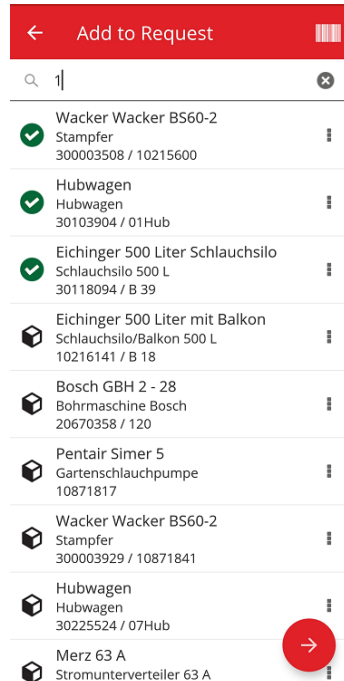 Add to Request
1
Wacker Wacker BS60-2
Stampfer
300003508 / 10215600
Hubwagen
Hubwagen
30103904 / 01Hub
Eichinger 500 Liter Schlauchsilo
Schlauchsilo 500 L
30118094 / B 39
Eichinger 500 Liter mit Balkon
Schlauchsilo/Balkon 500 L
10216141 / B 18
Bosch GBH 2 - 28
Bohrmaschine Bosch
20670358 / 120
Pentair Simer 5
Gartenschlauchpumpe
10871817
Wacker Wacker BS60-2
Stampfer
300003929 / 10871841
Hubwagen
Hubwagen
30225524 / 07Hub
Merz 63 A
Stromunterverteiler 63 A